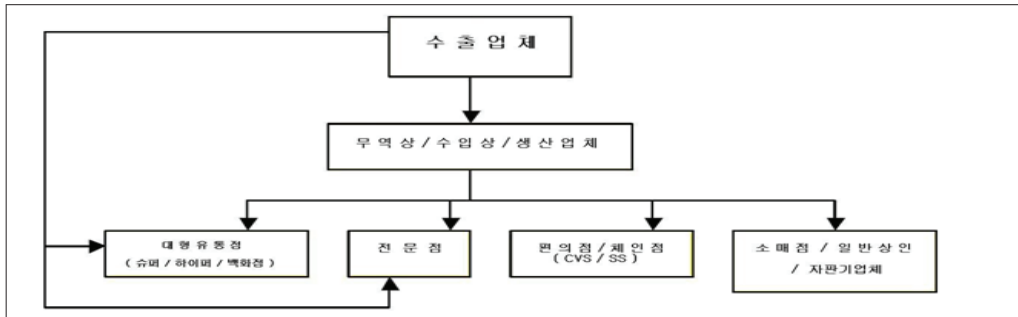 수출업체
무역상/수입상/생산업체
대형유통점
(슈퍼/하이퍼/백화점)
전문점
편의점/체인점
(CVS/SS)
소매점 / 일반상인
/ 자판기업체